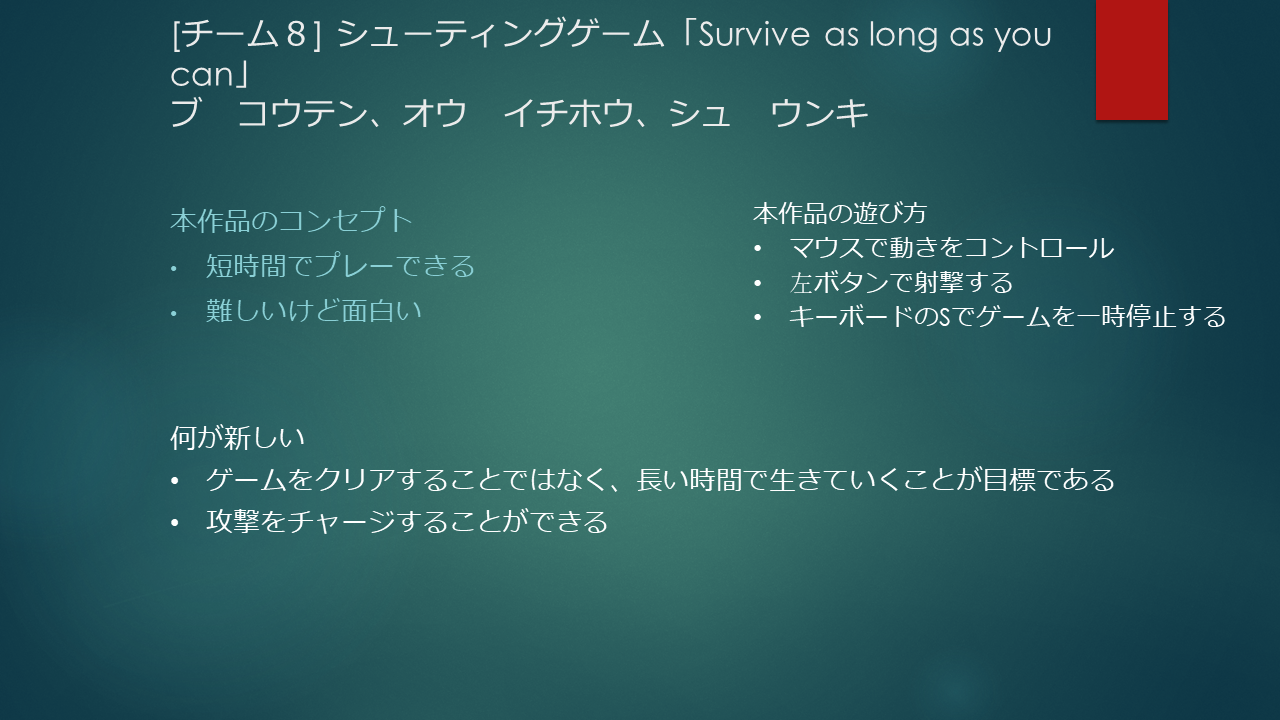 [チーム８] シューティングゲーム「Survive as long as you
can」
ブ　コウテン、オウ　イチホウ、シュ　ウンキ
本作品のコンセプト
• 短時間でプレーできる
• 難しいけど面白い
本作品の遊び方
• マウスで動きをコントロール
• 左ボタンで射撃する
• キーボードのSでゲームを一時停止する
何が新しい
• ゲームをクリアすることではなく、長い時間で生きていくことが目標である
• 攻撃をチャージすることができる